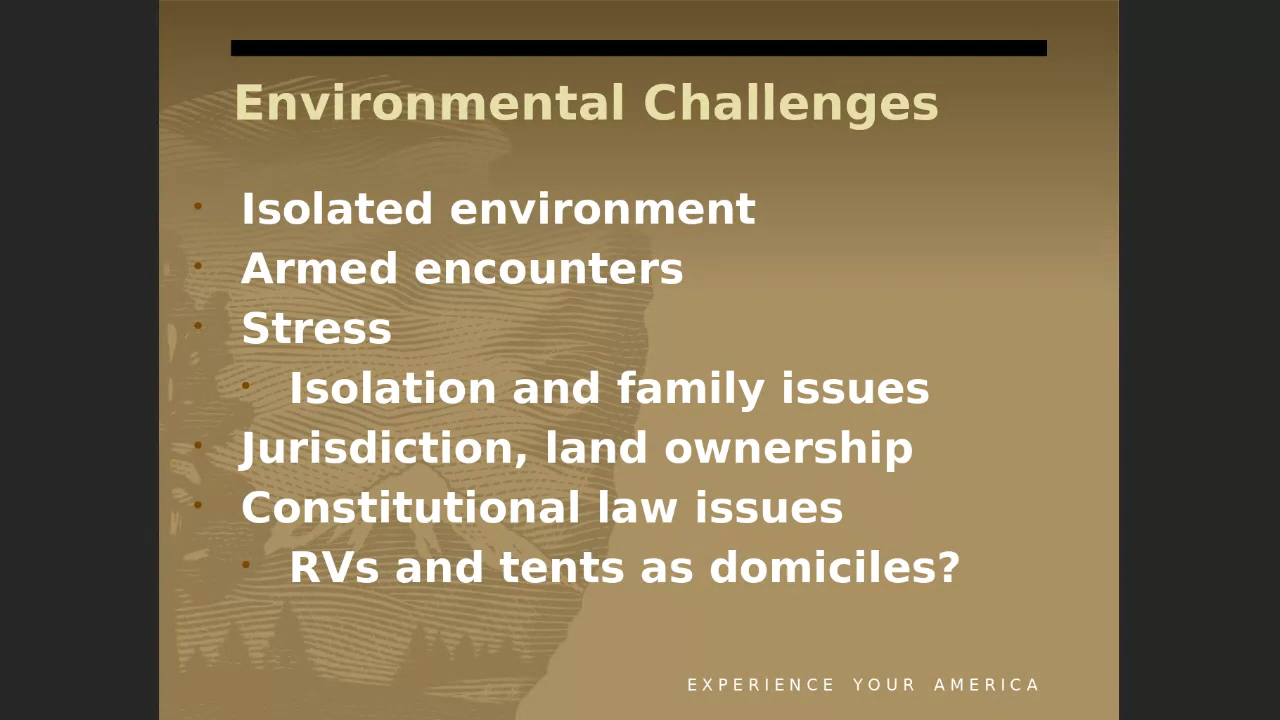 Environmental Challenges
• Isolated environment
• Armed encounters
• Stress
• Isolation and family issues
• Jurisdiction, land ownership
• Constitutional law issues
• RVs and tents as domiciles?
EXPERIENCE YOUR AMERICA